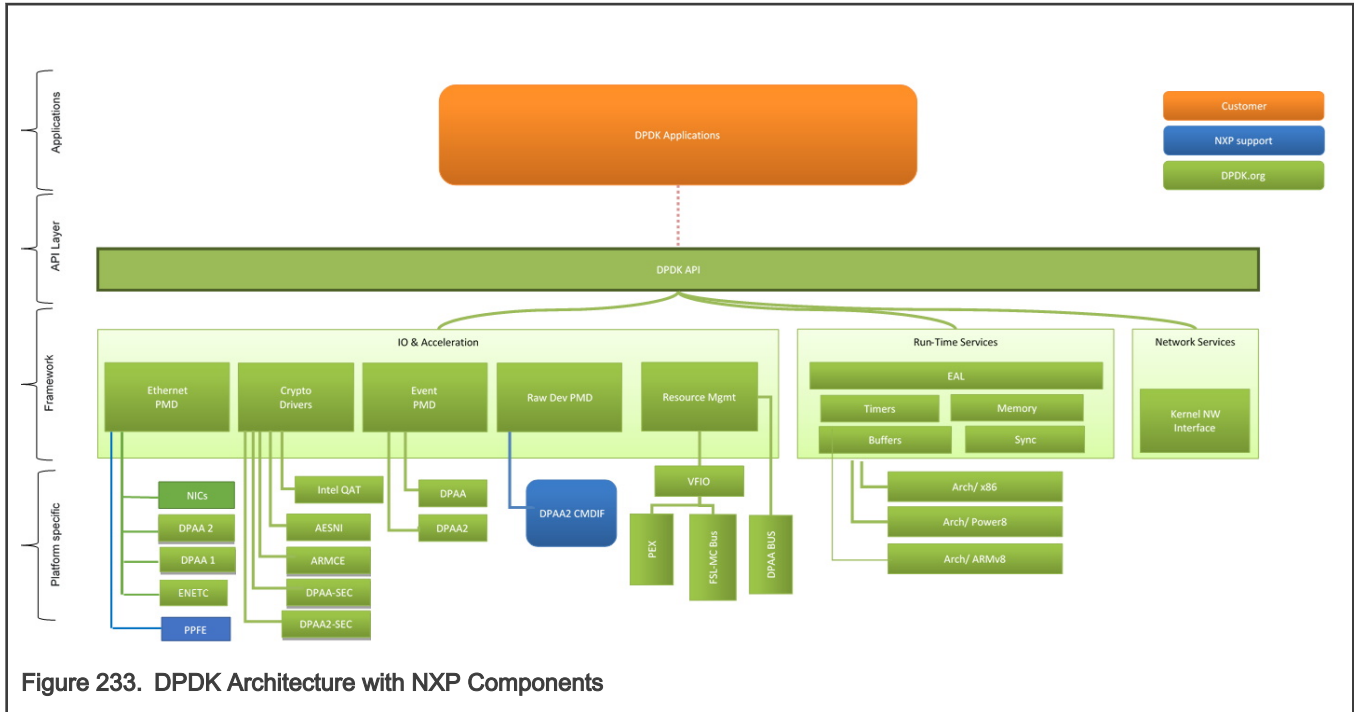 Applications
API Layer
Framework
Platform specific
DPDK Applications
Customer
NXP support
DPDK.org
DPDK API
IO & Acceleration
Ethernet
PMD
Crypto
Drivers
Event
PMD
Raw Dev PMD
Resource Mgmt
Run-Time Services
EAL
Timers
Memory
Buffers
Sync
Network Services
Kernel NW
Interface
NICs
DPAA 2
DPAA 1
ENETC
PPFE
Intel QAT
AESNI
ARMCE
DPAA-SEC
DPAA2-SEC
DPAA
DPAA2
DPAA2 CMDIF
VFIO
PEX
FSL-MC Bus
DPAA BUS
Arch/ x86
Arch/ Power8
Arch/ ARMv8
Figure 233. DPDK Architecture with NXP Components